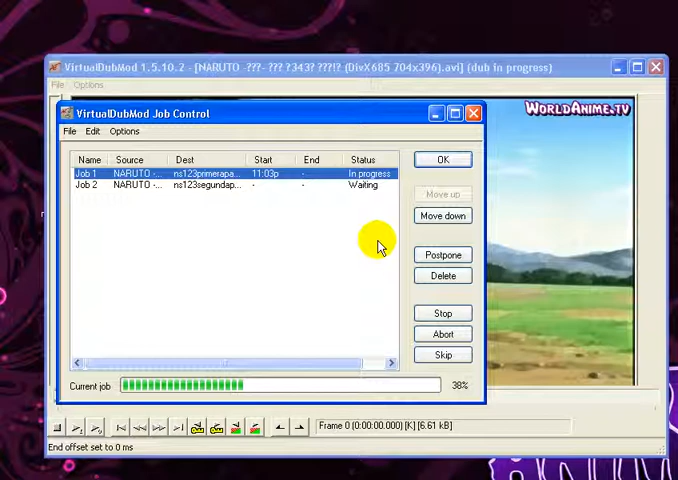 VirtualDubMod 1.5.10.2 - [NARUTO -???- ??? ?343? ???!? (DivX685 704x396).avi] (dub in progress)
File Options
WORLDANIME.TV
VirtualDubMod Job Control
File Edit Options
Name Source Dest Start End Status
Job 1 NARUTO -... ns123primerapa... 11:03p - In progress
Job 2 NARUTO -... ns123segundap... - - Waiting
OK
Move up
Move down
Postpone
Delete
Stop
Abort
Skip
Current job 38%
Frame 0 (0:00:00.000) [K] [6.61 kB]
End offset set to 0 ms